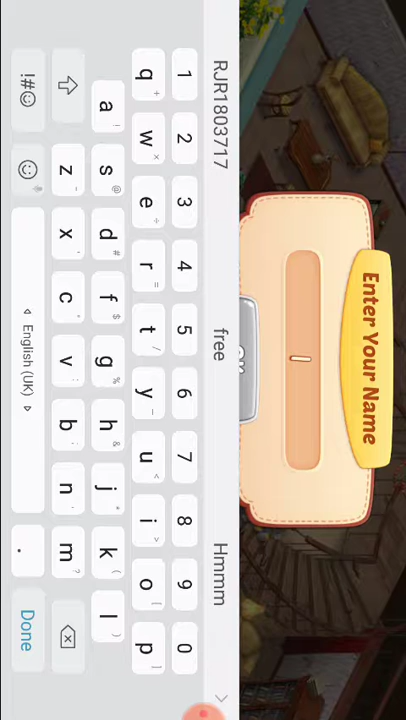 Enter Your Name
RJR1803717 free Hmmm
1 2 3 4 5 6 7 8 9 0
q w e r t y u i o p
a s d f g h j k l
z x c v b n m
!#☺ English (UK) . Done